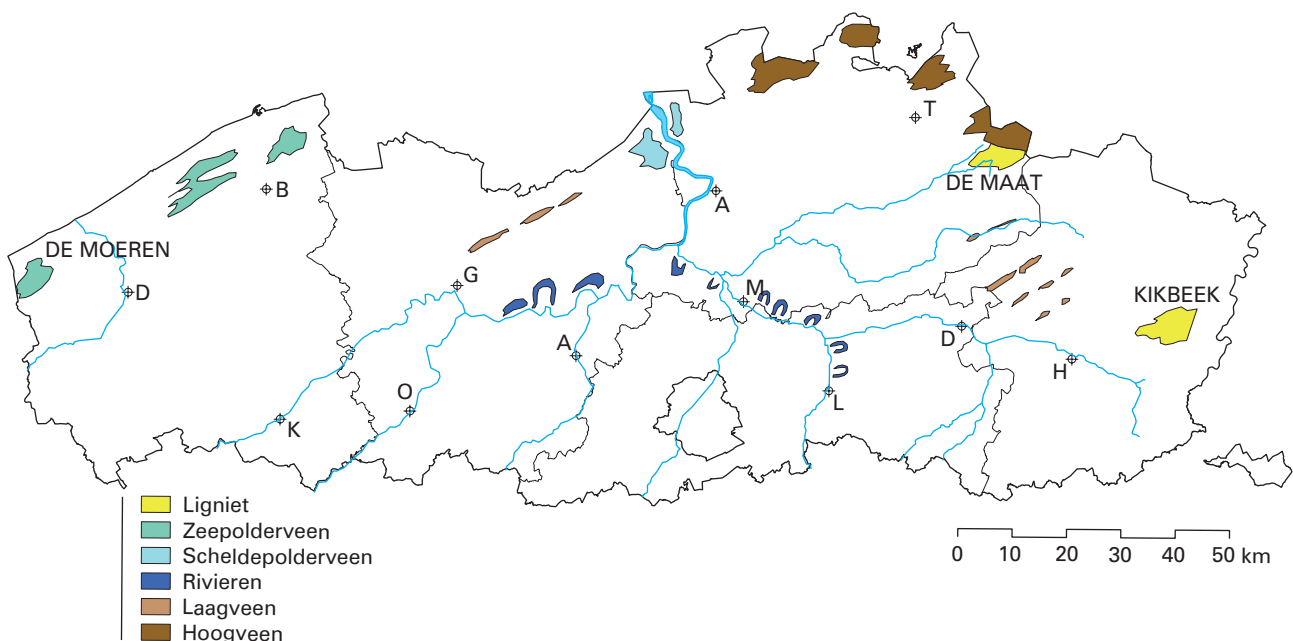 T
B
A
DE MAAT
DE MOEREN
D
G
M
KIKBEEK
A
D
H
O
L
K
Ligniet
Zeepolderveen
Scheldepolderveen
Rivieren
Laagveen
Hoogveen
0 10 20 30 40 50 km